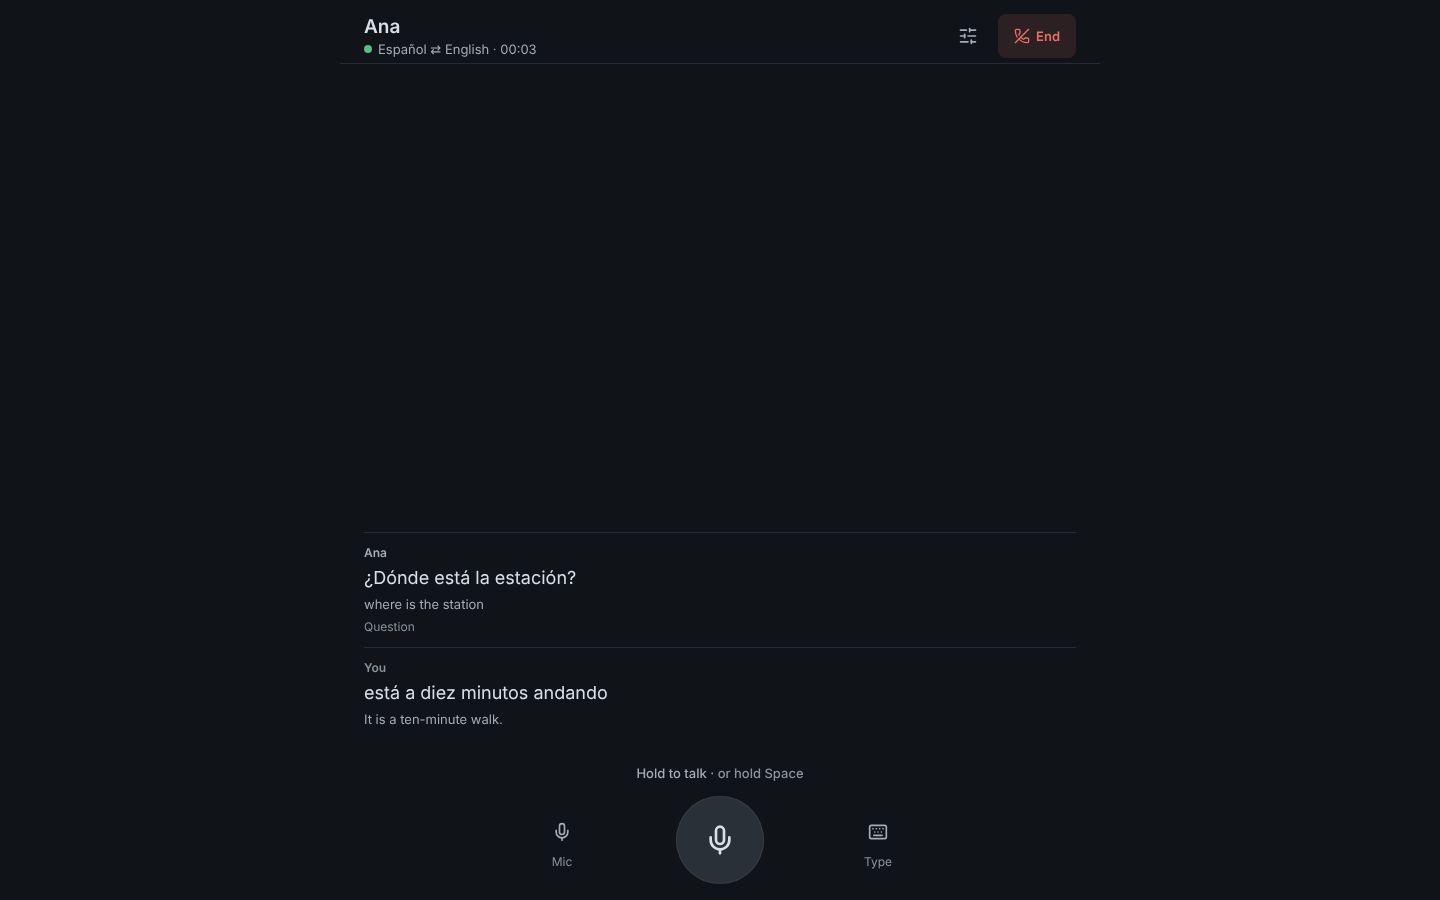 Ana
Español ⇄ English · 00:03
End
Ana
¿Dónde está la estación?
where is the station
Question
You
está a diez minutos andando
It is a ten-minute walk.
Hold to talk · or hold Space
Mic
Type